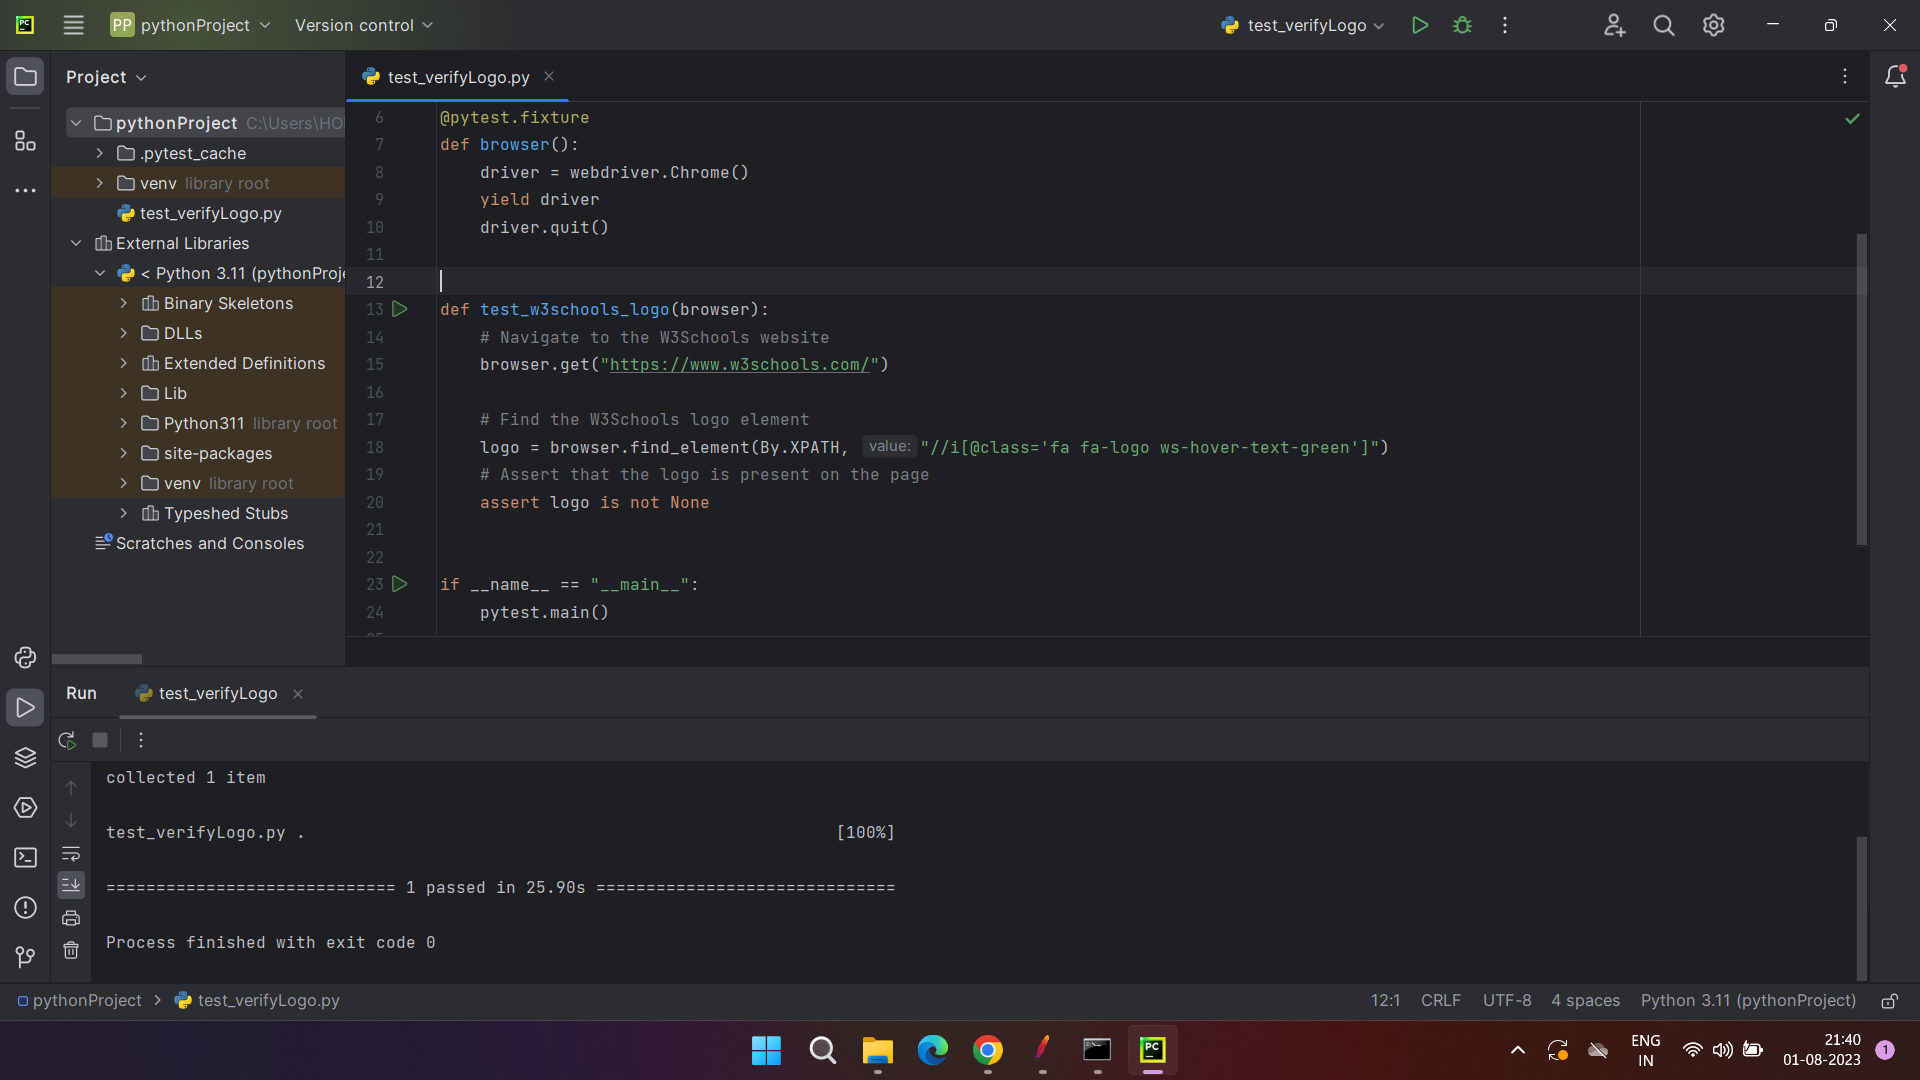 PP pythonProject Version control test_verifyLogo
Project
test_verifyLogo.py
pythonProject C:\Users\HO
.pytest_cache
venv library root
test_verifyLogo.py
External Libraries
< Python 3.11 (pythonProje
Binary Skeletons
DLLs
Extended Definitions
Lib
Python311 library root
site-packages
venv library root
Typeshed Stubs
Scratches and Consoles
6 @pytest.fixture
7 def browser():
8 driver = webdriver.Chrome()
9 yield driver
10 driver.quit()
11
12
13 def test_w3schools_logo(browser):
14 # Navigate to the W3Schools website
15 browser.get("https://www.w3schools.com/")
16
17 # Find the W3Schools logo element
18 logo = browser.find_element(By.XPATH, value: "//i[@class='fa fa-logo ws-hover-text-green']")
19 # Assert that the logo is present on the page
20 assert logo is not None
21
22
23 if __name__ == "__main__":
24 pytest.main()
Run test_verifyLogo
collected 1 item
test_verifyLogo.py . [100%]
============================= 1 passed in 25.90s ==============================
Process finished with exit code 0
pythonProject > test_verifyLogo.py
12:1 CRLF UTF-8 4 spaces Python 3.11 (pythonProject)
ENG
IN
21:40
01-08-2023
1